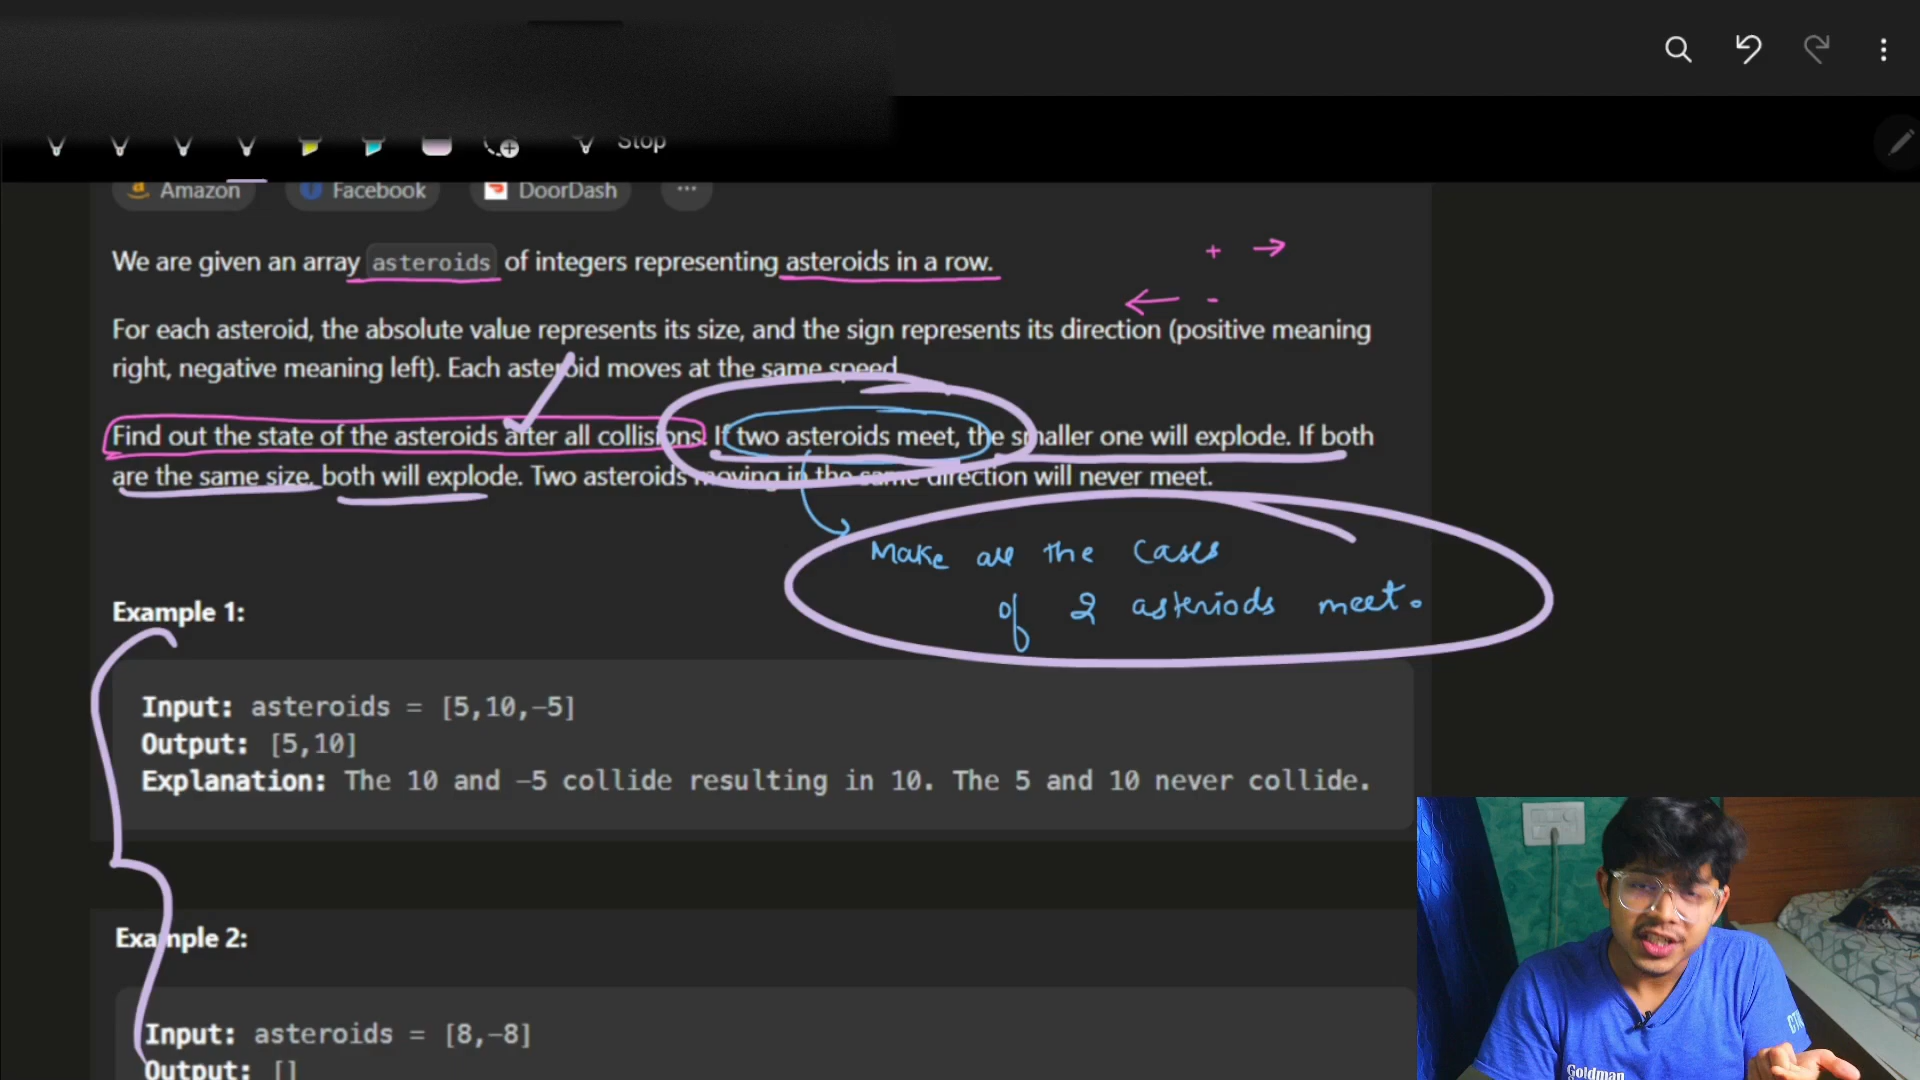 Stop
Amazon Facebook DoorDash ...
We are given an array asteroids of integers representing asteroids in a row.
+ →
← -
For each asteroid, the absolute value represents its size, and the sign represents its direction (positive meaning
right, negative meaning left). Each asteroid moves at the same speed
Find out the state of the asteroids after all collisions. If two asteroids meet, the smaller one will explode. If both
are the same size, both will explode. Two asteroids moving in the same direction will never meet.
Make all the cases
of 2 asteriods meet.
Example 1:
Input: asteroids = [5,10,-5]
Output: [5,10]
Explanation: The 10 and -5 collide resulting in 10. The 5 and 10 never collide.
Example 2:
Input: asteroids = [8,-8]
Output: []
Goldman